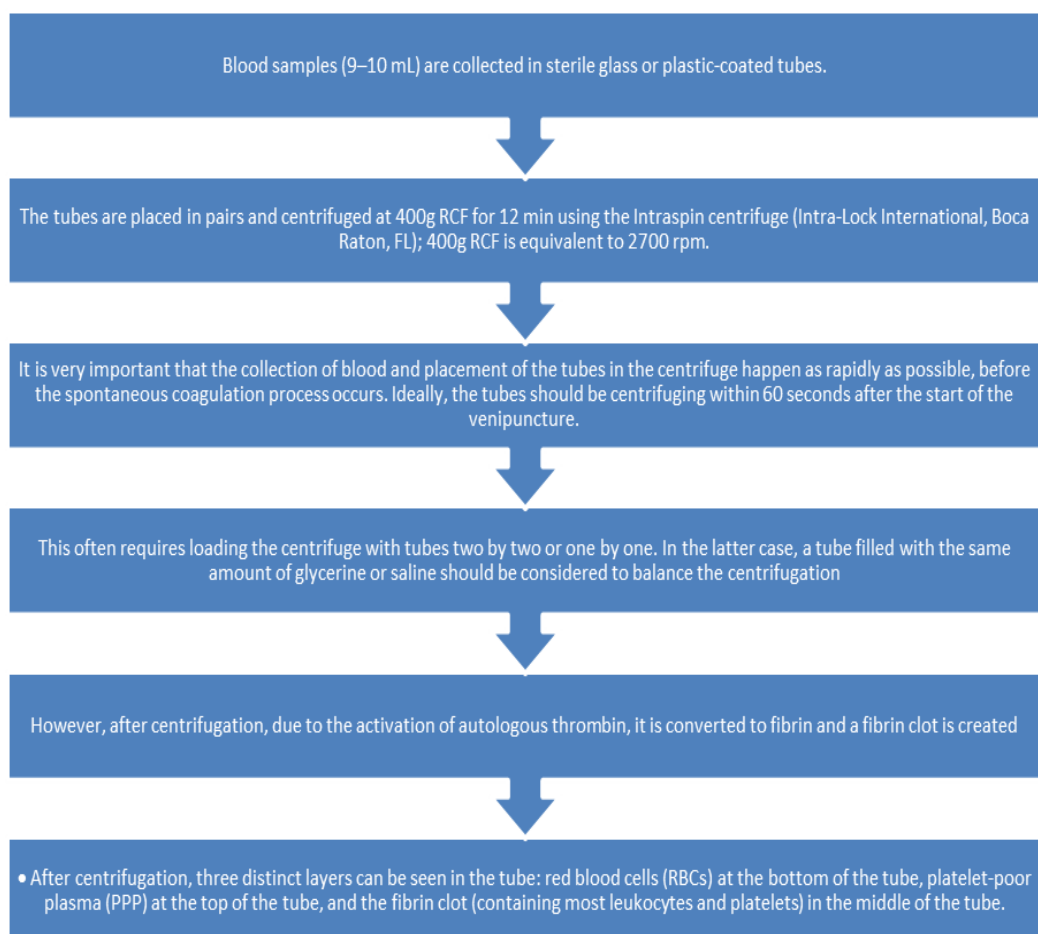 Blood samples (9–10 mL) are collected in sterile glass or plastic-coated tubes.
The tubes are placed in pairs and centrifuged at 400g RCF for 12 min using the Intraspin centrifuge (Intra-Lock International, Boca
Raton, FL); 400g RCF is equivalent to 2700 rpm.
It is very important that the collection of blood and placement of the tubes in the centrifuge happen as rapidly as possible, before
the spontaneous coagulation process occurs. Ideally, the tubes should be centrifuging within 60 seconds after the start of the
venipuncture.
This often requires loading the centrifuge with tubes two by two or one by one. In the latter case, a tube filled with the same
amount of glycerine or saline should be considered to balance the centrifugation
However, after centrifugation, due to the activation of autologous thrombin, it is converted to fibrin and a fibrin clot is created
• After centrifugation, three distinct layers can be seen in the tube: red blood cells (RBCs) at the bottom of the tube, platelet-poor
plasma (PPP) at the top of the tube, and the fibrin clot (containing most leukocytes and platelets) in the middle of the tube.